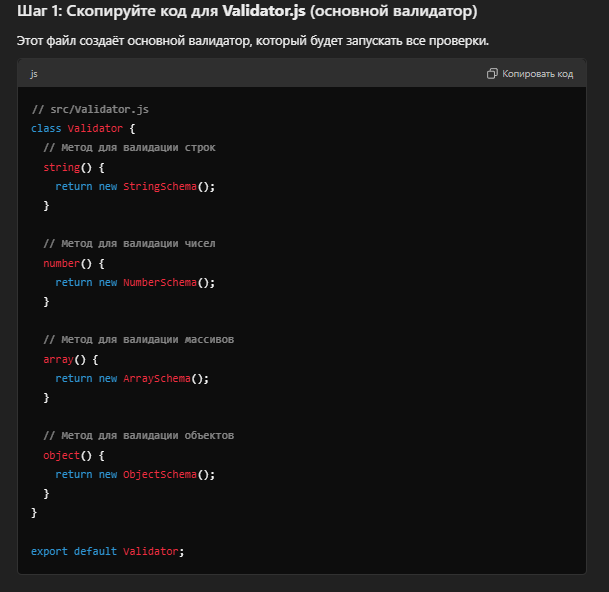 Шаг 1: Скопируйте код для Validator.js (основной валидатор)
Этот файл создаёт основной валидатор, который будет запускать все проверки.
js
Копировать код
// src/Validator.js
class Validator {
  // Метод для валидации строк
  string() {
    return new StringSchema();
  }

  // Метод для валидации чисел
  number() {
    return new NumberSchema();
  }

  // Метод для валидации массивов
  array() {
    return new ArraySchema();
  }

  // Метод для валидации объектов
  object() {
    return new ObjectSchema();
  }
}

export default Validator;